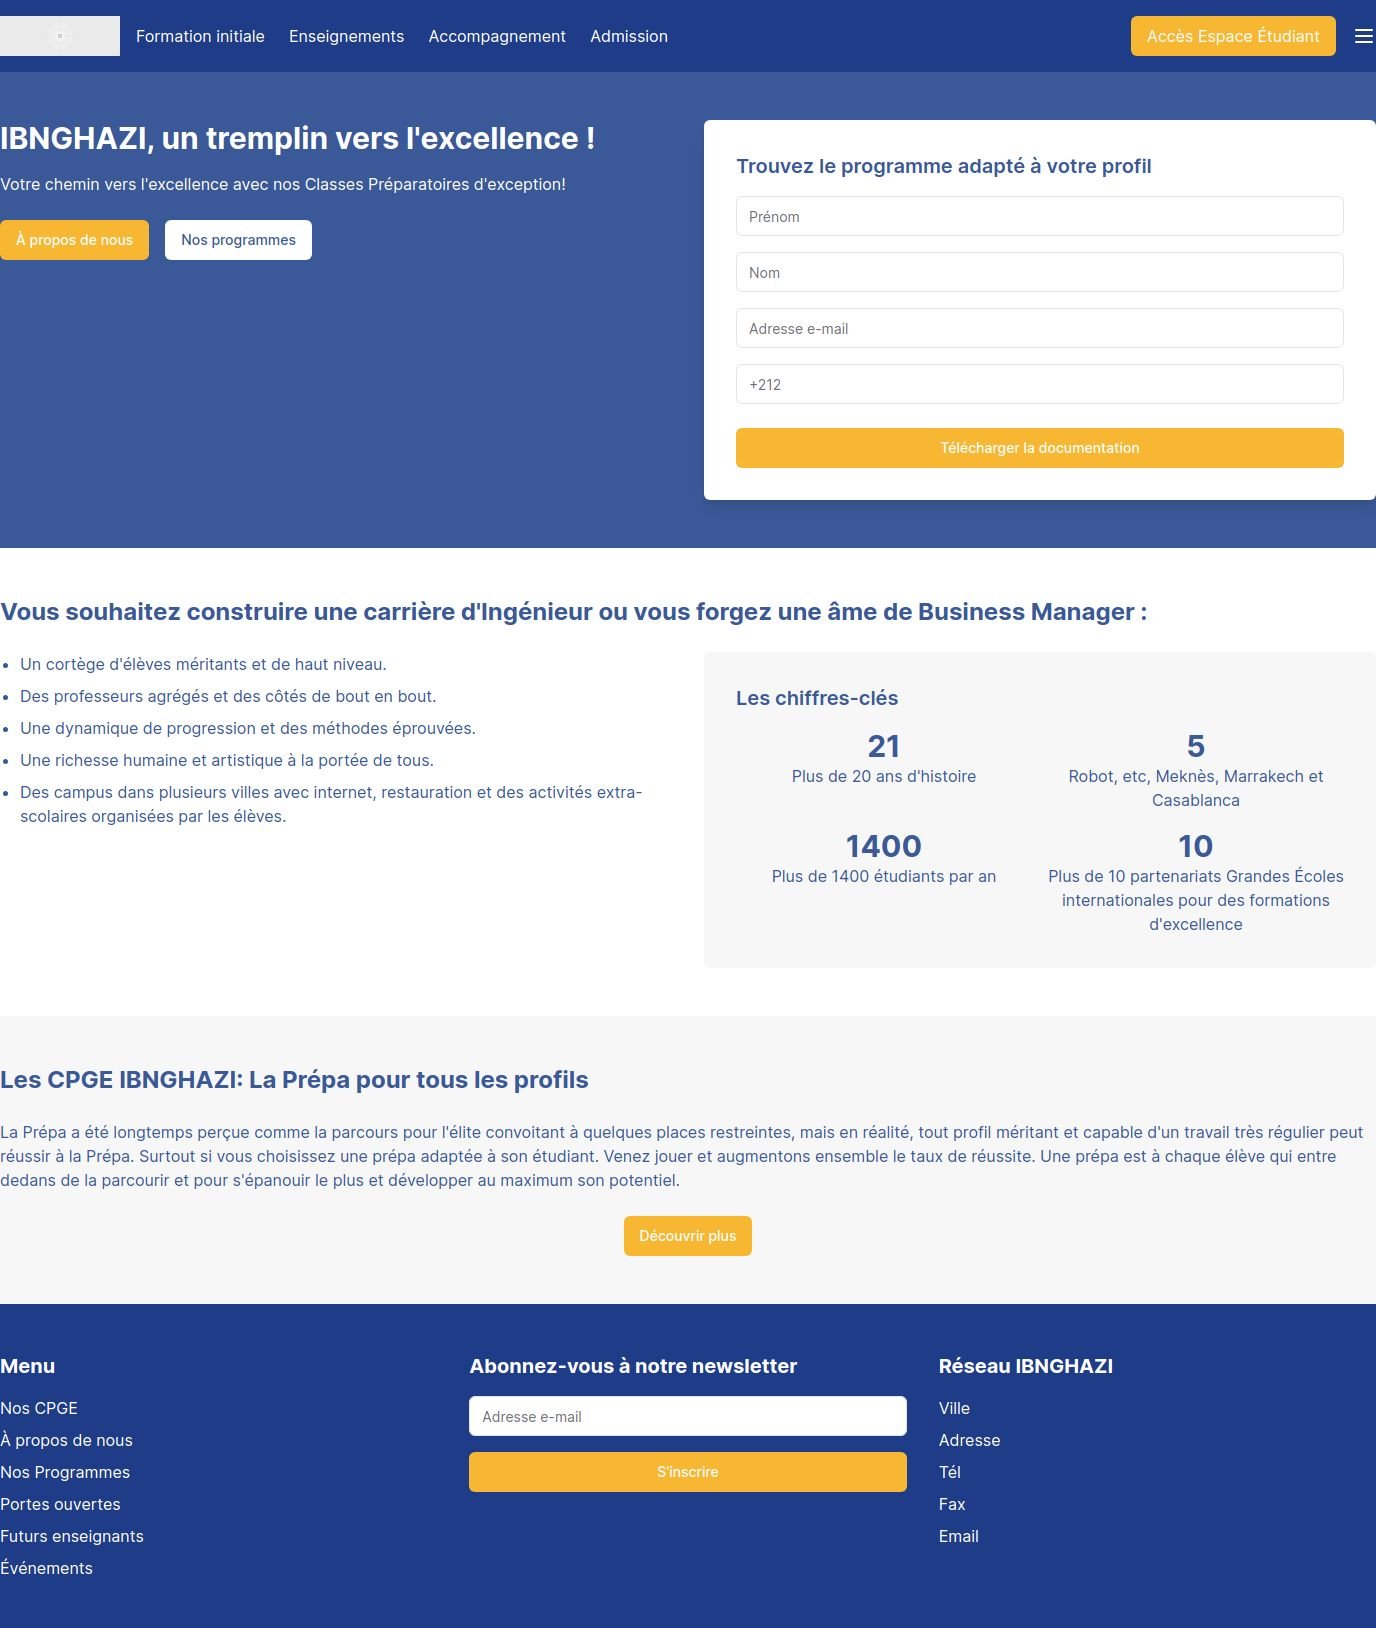 Formation initiale Enseignements Accompagnement Admission Accès Espace Étudiant
IBNGHAZI, un tremplin vers l'excellence !
Votre chemin vers l'excellence avec nos Classes Préparatoires d'exception!
À propos de nous Nos programmes
Trouvez le programme adapté à votre profil
Prénom
Nom
Adresse e-mail
+212
Télécharger la documentation
Vous souhaitez construire une carrière d'Ingénieur ou vous forgez une âme de Business Manager :
• Un cortège d'élèves méritants et de haut niveau.
• Des professeurs agrégés et des côtés de bout en bout.
• Une dynamique de progression et des méthodes éprouvées.
• Une richesse humaine et artistique à la portée de tous.
• Des campus dans plusieurs villes avec internet, restauration et des activités extra-
scolaires organisées par les élèves.
Les chiffres-clés
21
Plus de 20 ans d'histoire
5
Robot, etc, Meknès, Marrakech et
Casablanca
1400
Plus de 1400 étudiants par an
10
Plus de 10 partenariats Grandes Écoles
internationales pour des formations
d'excellence
Les CPGE IBNGHAZI: La Prépa pour tous les profils
La Prépa a été longtemps perçue comme la parcours pour l'élite convoitant à quelques places restreintes, mais en réalité, tout profil méritant et capable d'un travail très régulier peut
réussir à la Prépa. Surtout si vous choisissez une prépa adaptée à son étudiant. Venez jouer et augmentons ensemble le taux de réussite. Une prépa est à chaque élève qui entre
dedans de la parcourir et pour s'épanouir le plus et développer au maximum son potentiel.
Découvrir plus
Menu
Nos CPGE
À propos de nous
Nos Programmes
Portes ouvertes
Futurs enseignants
Événements
Abonnez-vous à notre newsletter
Adresse e-mail
S'inscrire
Réseau IBNGHAZI
Ville
Adresse
Tél
Fax
Email